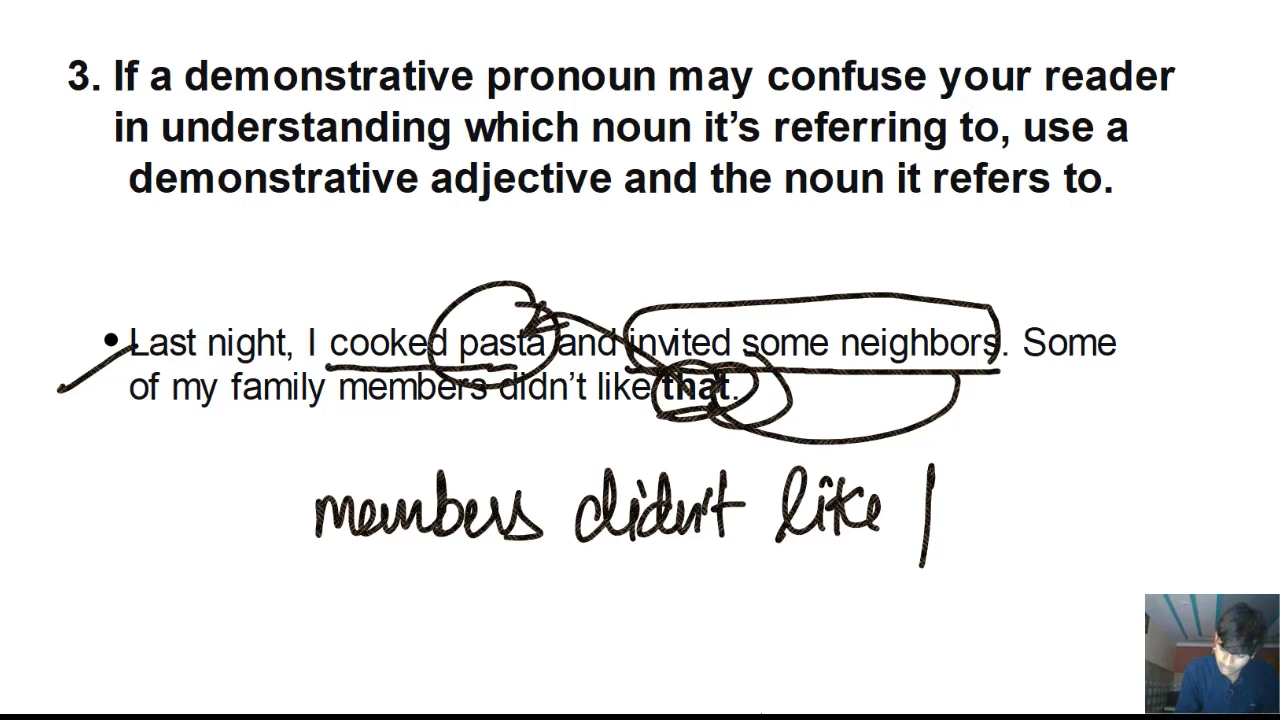 3. If a demonstrative pronoun may confuse your reader
in understanding which noun it’s referring to, use a
demonstrative adjective and the noun it refers to.
• Last night, I cooked pasta and invited some neighbors. Some
of my family members didn’t like that.
members didn't like